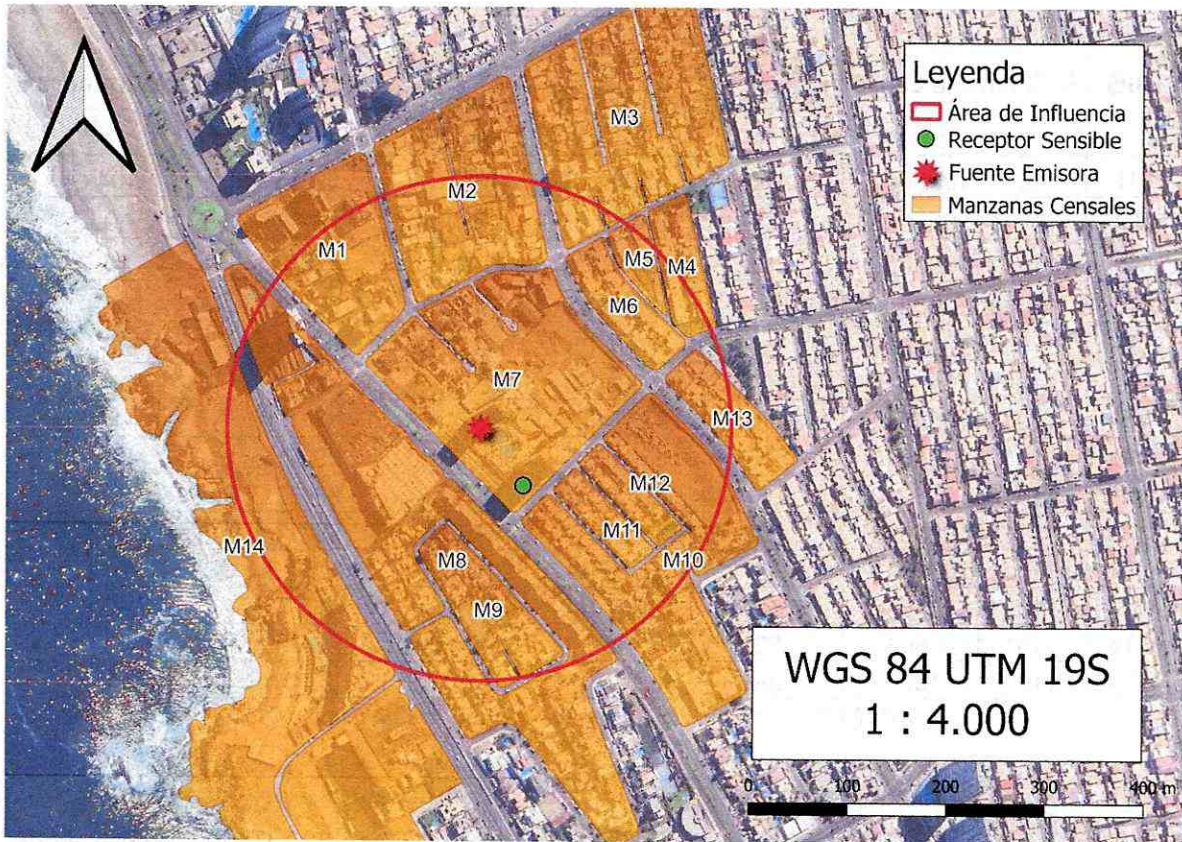 Leyenda
Área de Influencia
Receptor Sensible
Fuente Emisora
Manzanas Censales
M3
M2
M1
M5
M4
M6
M7
M13
M12
M11
M14
M10
M8
M9
WGS 84 UTM 19S
1 : 4.000
0 100 200 300 400 m